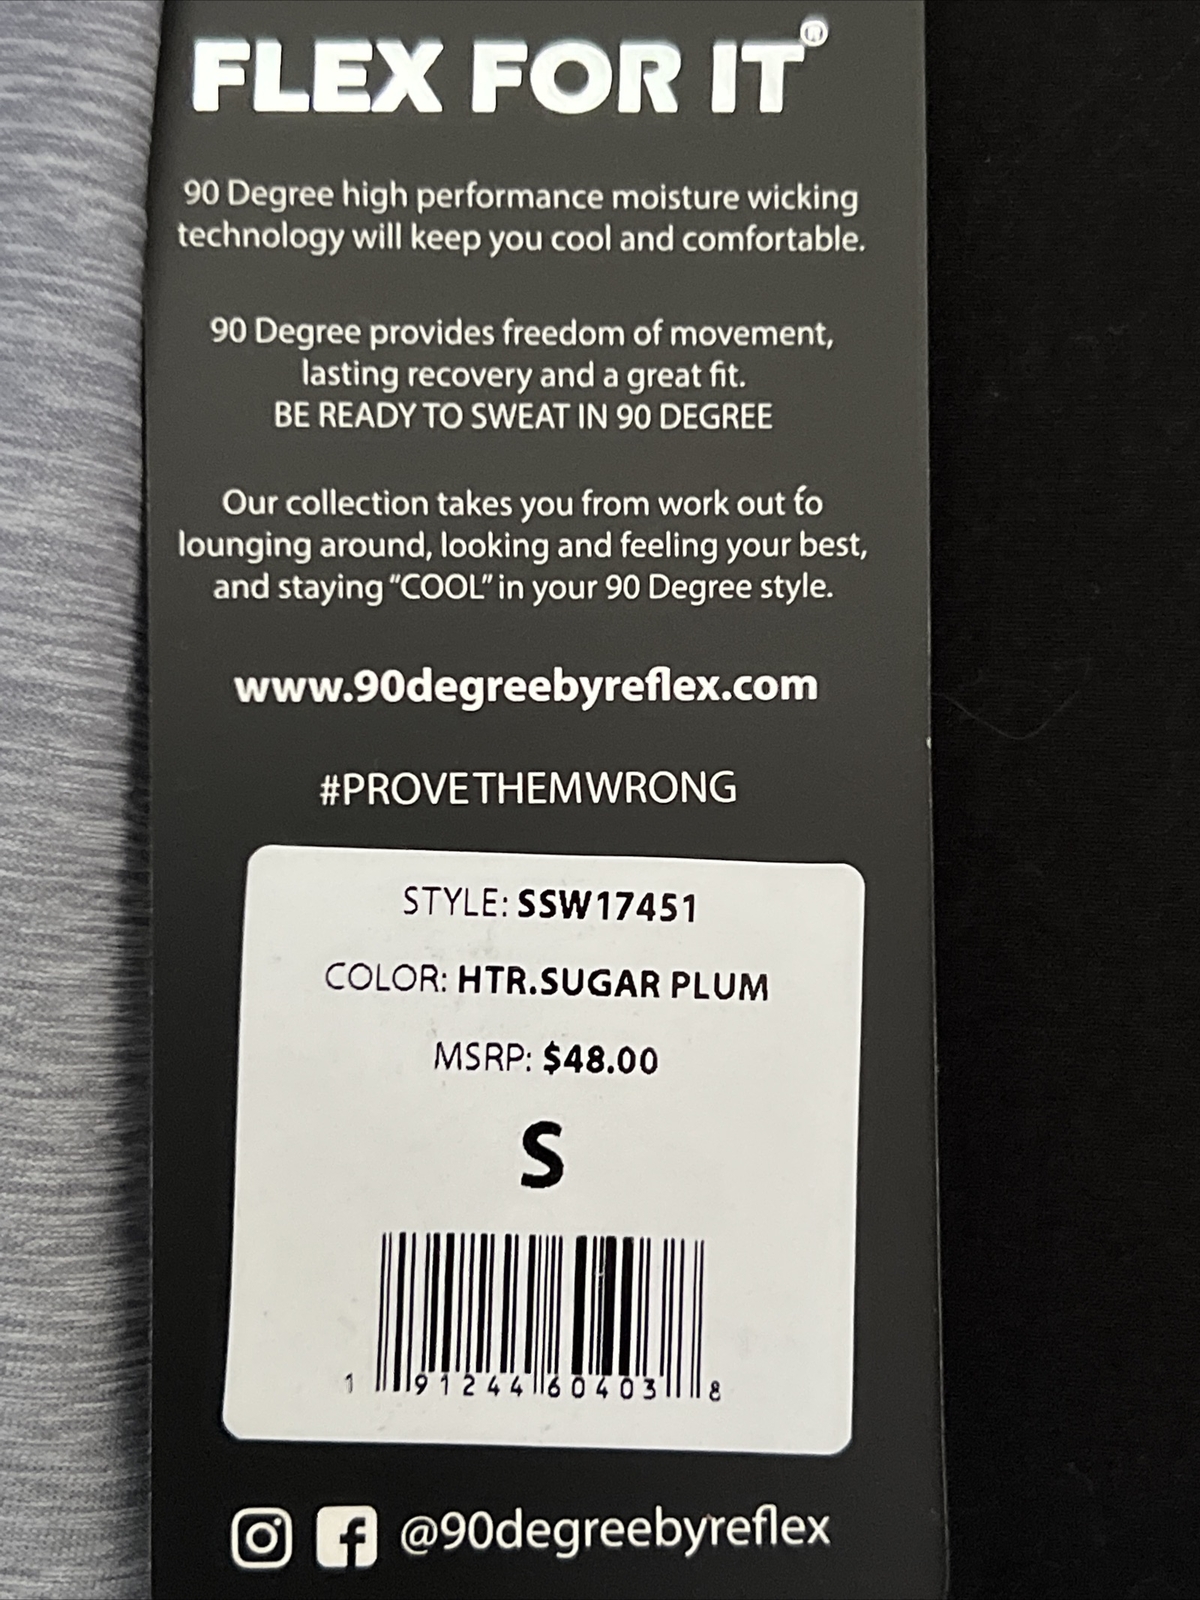 FLEX FOR IT®
90 Degree high performance moisture wicking
technology will keep you cool and comfortable.
90 Degree provides freedom of movement,
lasting recovery and a great fit.
BE READY TO SWEAT IN 90 DEGREE
Our collection takes you from work out to
lounging around, looking and feeling your best,
and staying "COOL" in your 90 Degree style.
www.90degreebyreflex.com
#PROVETHEMWRONG
STYLE: SSW17451
COLOR: HTR.SUGAR PLUM
MSRP: $48.00
S
1 91244 60403 8
@90degreebyreflex